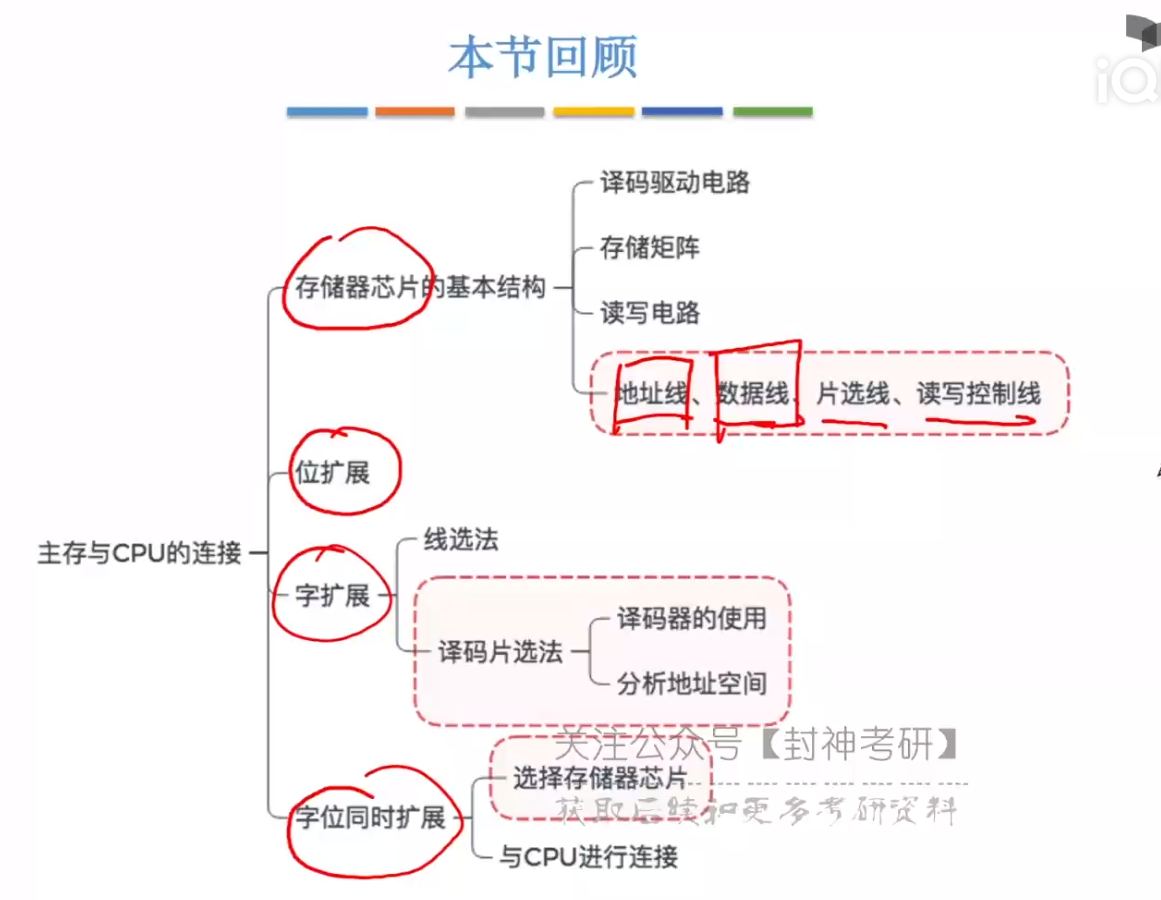 本节回顾
iQ
译码驱动电路
存储矩阵
存储器芯片的基本结构
读写电路
地址线、数据线、片选线、读写控制线
位扩展
主存与CPU的连接
线选法
字扩展
译码器的使用
译码片选法
分析地址空间
关注公众号【封神考研】
选择存储器芯片
获取后续和更多考研资料
字位同时扩展
与CPU进行连接